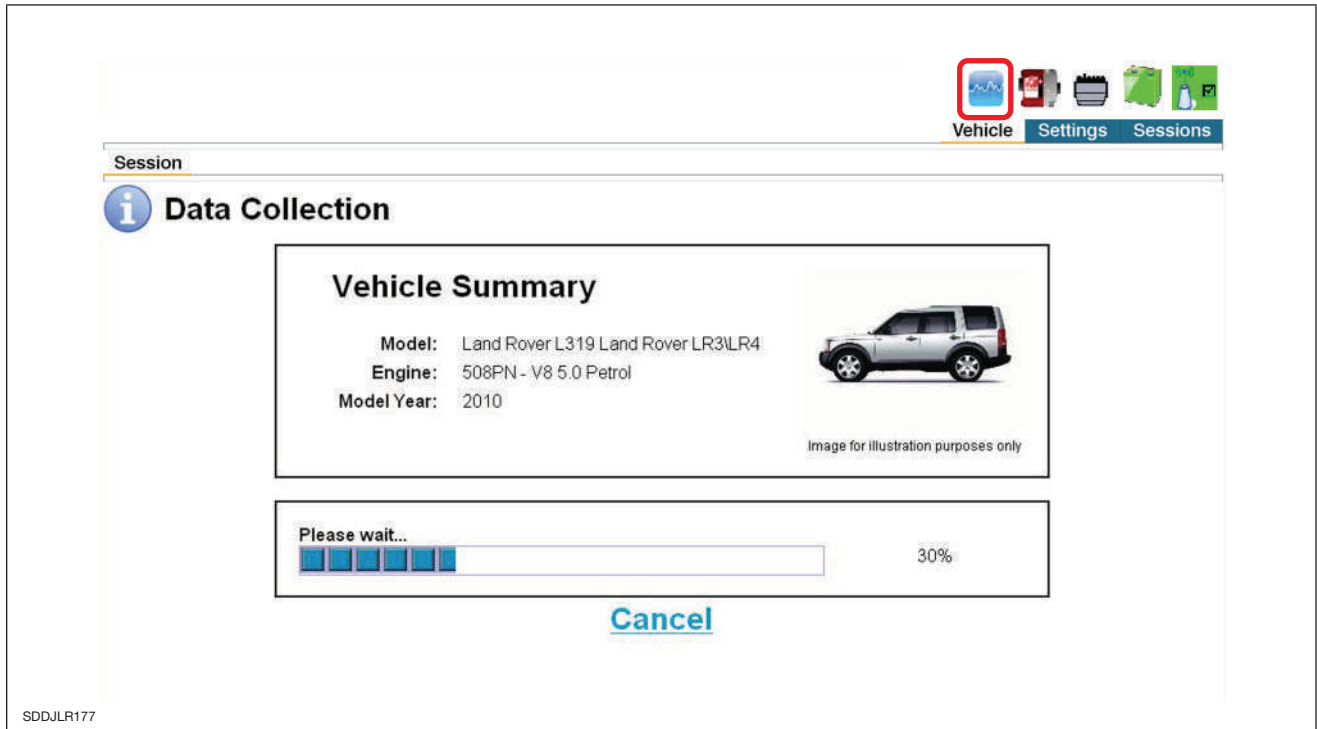 Vehicle Settings Sessions
Session
Data Collection
Vehicle Summary
Model: Land Rover L319 Land Rover LR3\LR4
Engine: 508PN - V8 5.0 Petrol
Model Year: 2010
Image for illustration purposes only
Please wait...
30%
Cancel
SDDJLR177